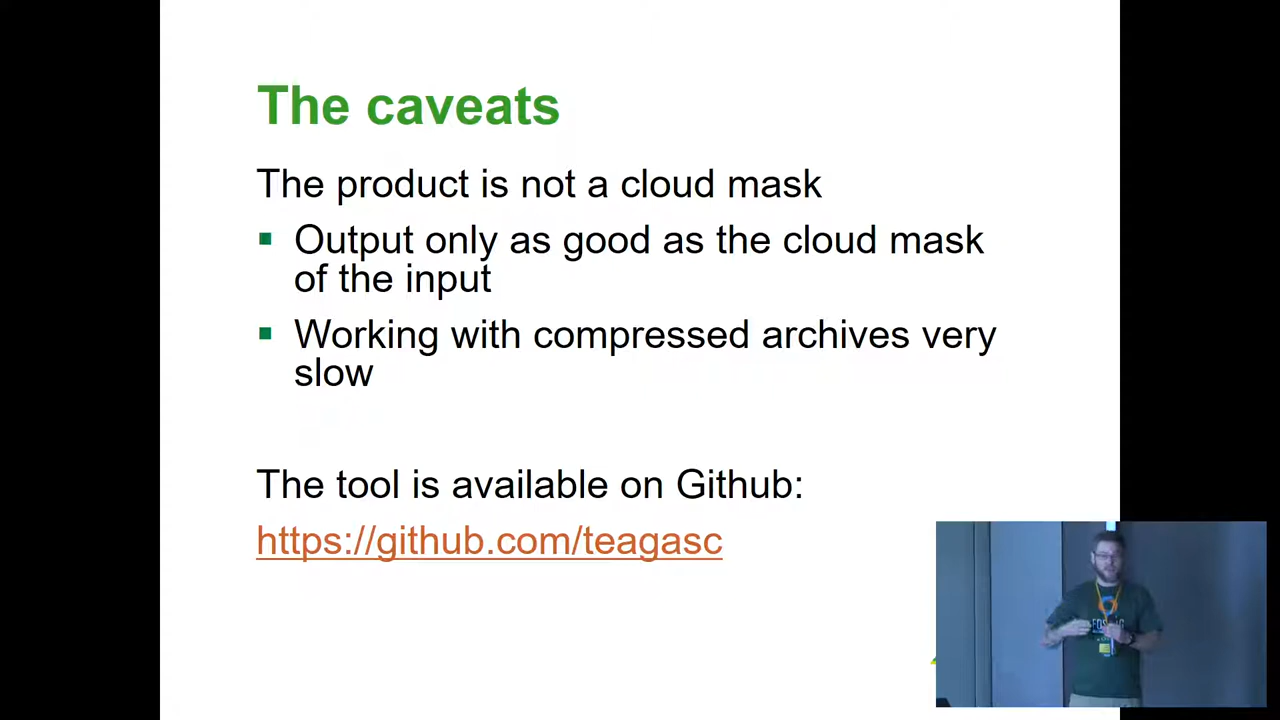 The caveats
The product is not a cloud mask
Output only as good as the cloud mask
of the input
Working with compressed archives very
slow
The tool is available on Github:
https://github.com/teagasc